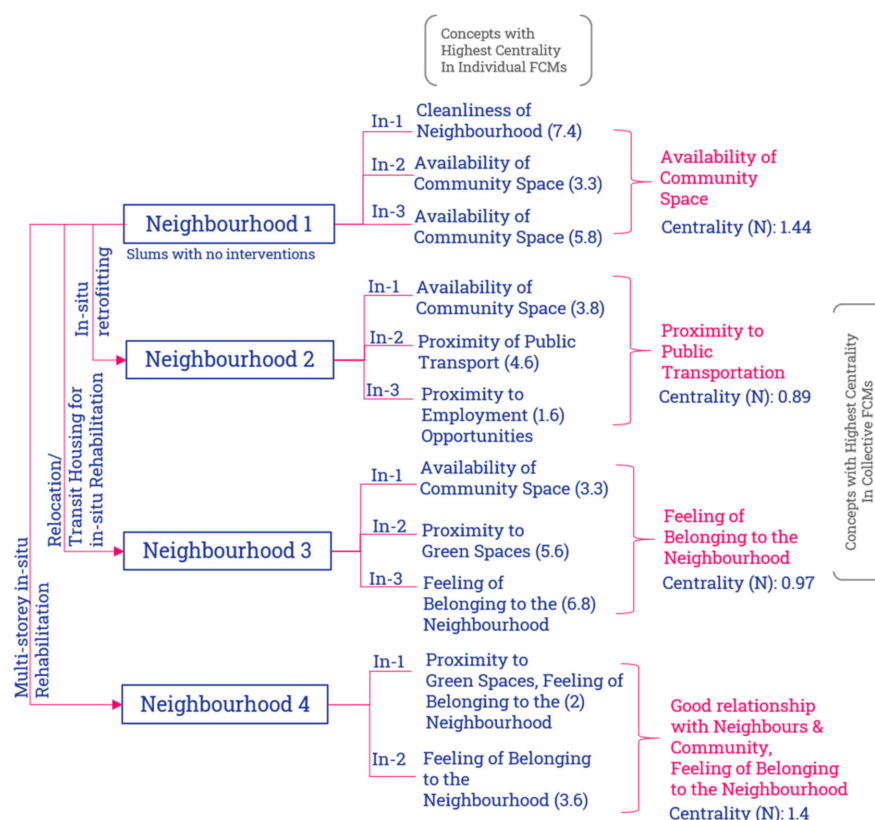 Concepts with
Highest Centrality
In Individual FCMs
In-1
Cleanliness of
Neighbourhood (7.4)
In-2
Availability of
Community Space (3.3)
In-3
Availability of
Community Space (5.8)
Availability of
Community
Space
Centrality (N): 1.44
Neighbourhood 1
Slums with no interventions
In-situ
retrofitting
In-1
Availability of
Community Space (3.8)
In-2
Proximity of Public
Transport (4.6)
In-3
Proximity to
Employment (1.6)
Opportunities
Proximity to
Public
Transportation
Centrality (N): 0.89
Neighbourhood 2
Concepts with Highest Centrality
In Collective FCMs
Relocation/
Transit Housing for
in-situ Rehabilitation
In-1
Availability of
Community Space (3.3)
In-2
Proximity to
Green Spaces (5.6)
In-3
Feeling of
Belonging to the (6.8)
Neighbourhood
Feeling of
Belonging to the
Neighbourhood
Centrality (N): 0.97
Neighbourhood 3
Multi-storey in-situ
Rehabilitation
Neighbourhood 4
In-1
Proximity to
Green Spaces, Feeling of
Belonging to the (2)
Neighbourhood
In-2
Feeling of Belonging
to the
Neighbourhood (3.6)
Good relationship
with Neighbours &
Community,
Feeling of Belonging
to the Neighbourhood
Centrality (N): 1.4